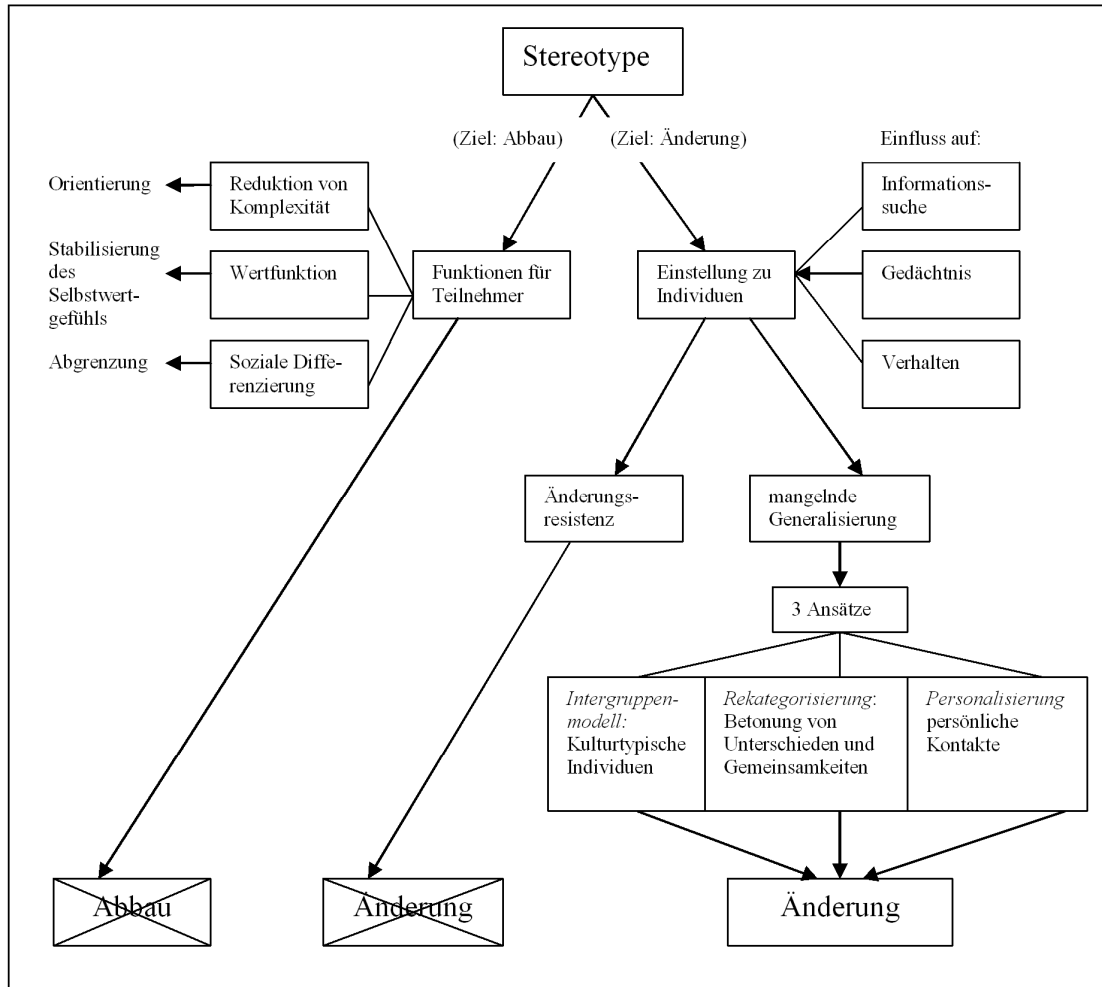 Stereotype
(Ziel: Abbau)
(Ziel: Änderung)
Einfluss auf:
Orientierung
Reduktion von
Komplexität
Informations-
suche
Stabilisierung
des
Selbstwert-
gefühls
Wertfunktion
Funktionen für
Teilnehmer
Einstellung zu
Individuen
Gedächtnis
Abgrenzung
Soziale Diffe-
renzierung
Verhalten
Änderungs-
resistenz
mangelnde
Generalisierung
3 Ansätze
Intergruppen-
modell:
Kulturtypische
Individuen
Rekategorisierung:
Betonung von
Unterschieden und
Gemeinsamkeiten
Personalisierung
persönliche
Kontakte
Abbau
Änderung
Änderung